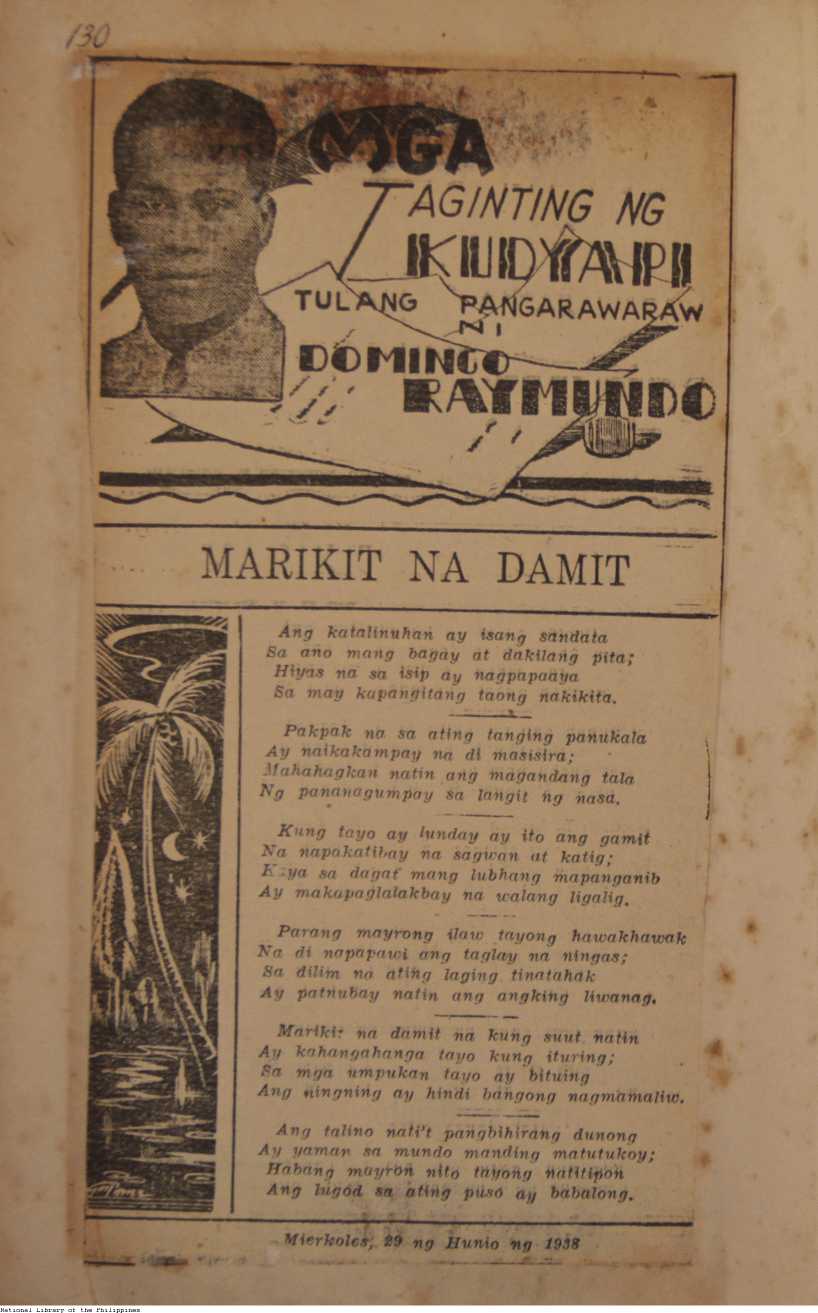 130
MGA
TAGINTING NG
KUDYAPI
TULANG PANGARAWARAW
NI
DOMINGO
RAYMUNDO
MARIKIT NA DAMIT
Ang katalinuhan ay isang sandata
Sa ano mang bagay at dakilang pita;
Hiyas na sa isip ay nagpapaaya
Sa may kapangitang taong nakikita.
Pakpak na sa ating tanging panukala
Ay naikakampay na di masisira;
Mahahagkan natin ang magandang tala
Ng pananagumpay sa langit ng nasa.
Kung tayo ay lunday ay ito ang gamit
Na napakatibay na sagwan at katig;
Kaya sa dagat mang lubhang mapanganib
Ay makapaglalakbay na walang ligalig.
Parang mayrong ilaw tayong hawakhawak
Na di napapawi ang taglay na ningas;
Sa dilim na ating laging tinatahak
Ay patnubay natin ang angking liwanag.
Marikit na damit na kung suut natin
Ay kahangahanga tayo kung ituring;
Sa mga umpukan tayo ay bituing
Ang ningning ay hindi bangong nagmamaliw.
Ang talino nati't pangbihirang dunong
Ay yaman sa mundo manding matutukoy;
Habang mayron nito tayong natitipon
Ang lugod sa ating puso ay babalong.
Mierkoles, 29 ng Hunio ng 1938
National Library of the Philippines